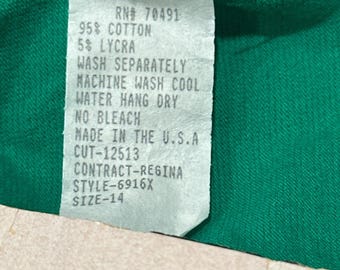 RN# 70491
95% COTTON
5% LYCRA
WASH SEPARATELY
MACHINE WASH COOL
WATER HANG DRY
NO BLEACH
MADE IN THE U.S.A
CUT-12513
CONTRACT-REGINA
STYLE-6916X
SIZE-14